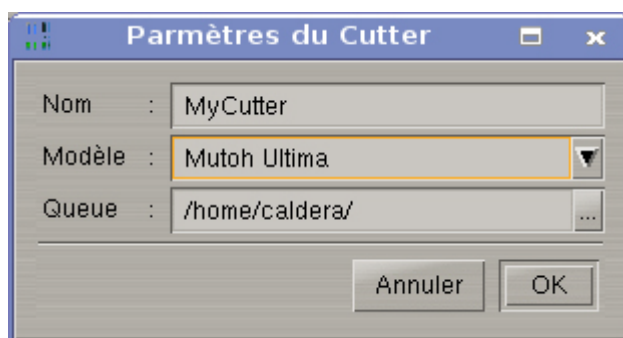 Parmètres du Cutter
Nom : MyCutter
Modèle : Mutoh Ultima
Queue : /home/caldera/
...
Annuler OK